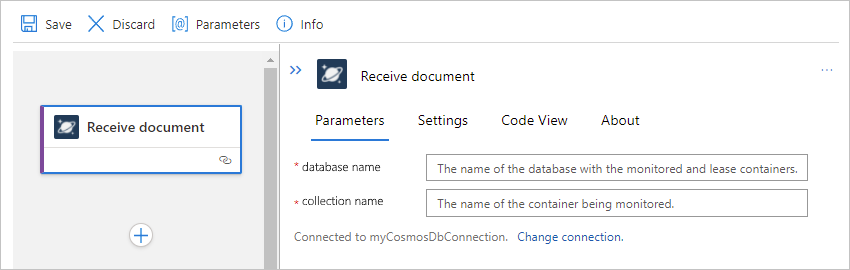 Save Discard [@] Parameters Info
Receive document
Receive document
...
Parameters Settings Code View About
* database name The name of the database with the monitored and lease containers.
* collection name The name of the container being monitored.
Connected to myCosmosDbConnection. Change connection.